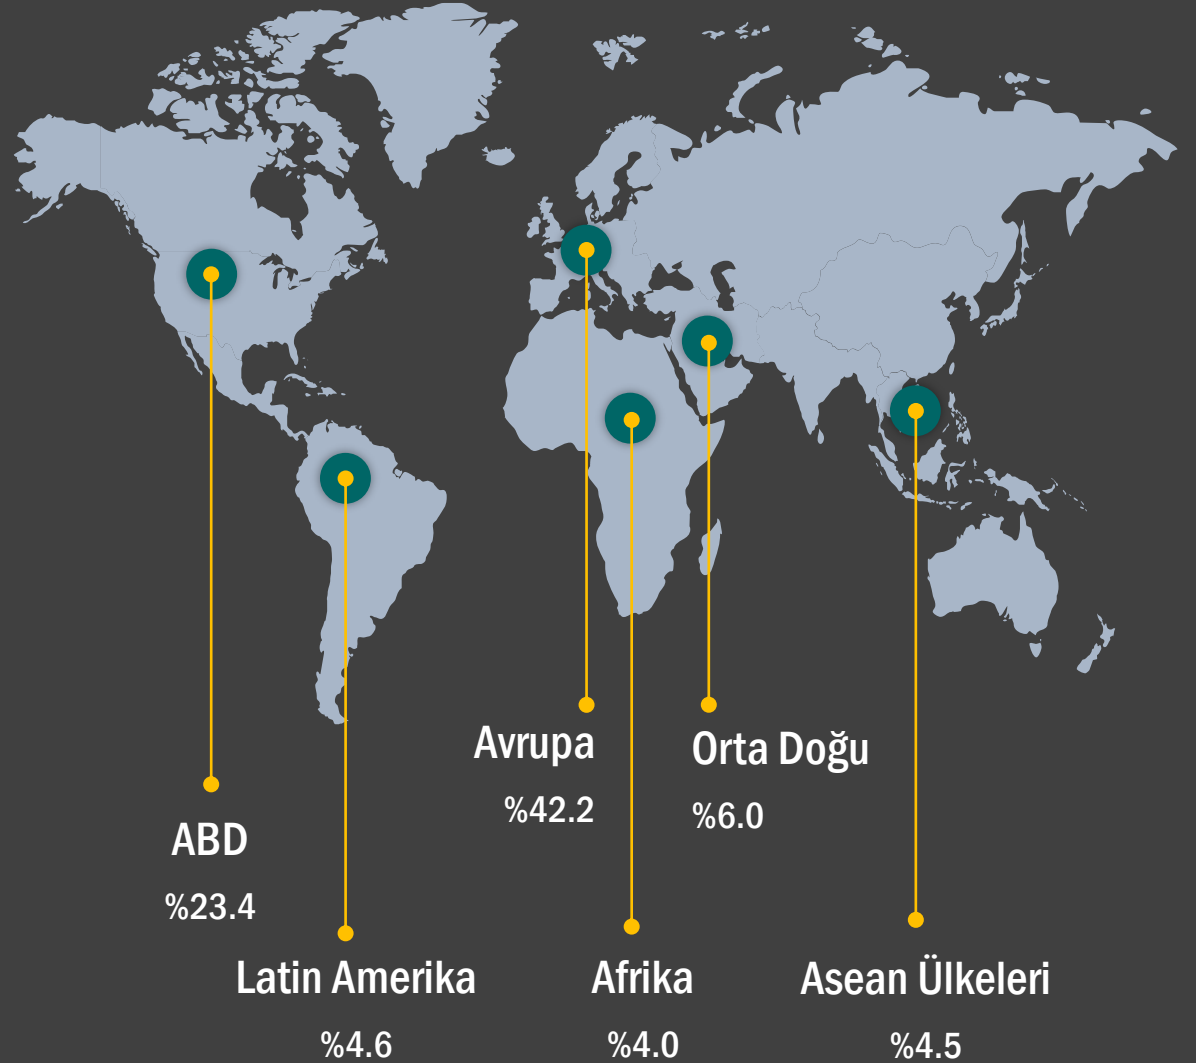 Avrupa
%42.2
Orta Doğu
%6.0
ABD
%23.4
Latin Amerika
%4.6
Afrika
%4.0
Asean Ülkeleri
%4.5